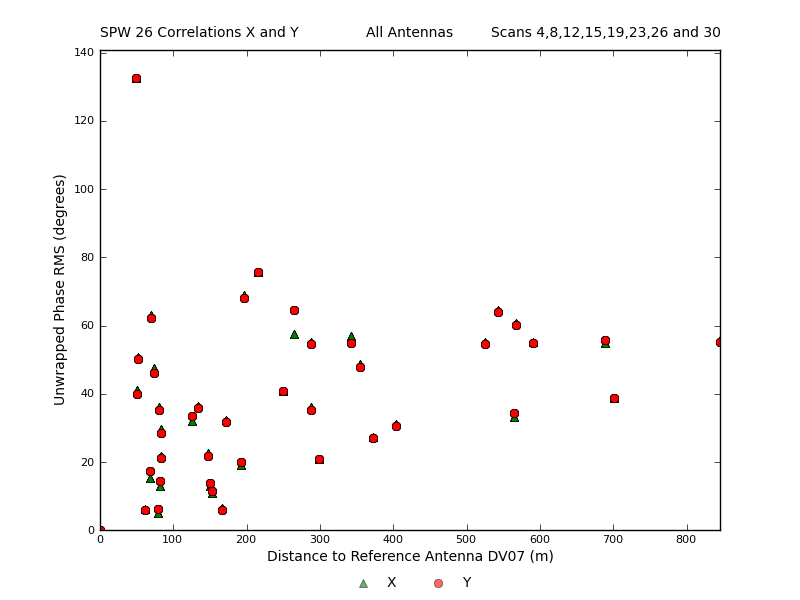 SPW 26 Correlations X and Y All Antennas Scans 4,8,12,15,19,23,26 and 30
140
120
100
80
60
40
20
0
Unwrapped Phase RMS (degrees)
0 100 200 300 400 500 600 700 800
Distance to Reference Antenna DV07 (m)
X Y